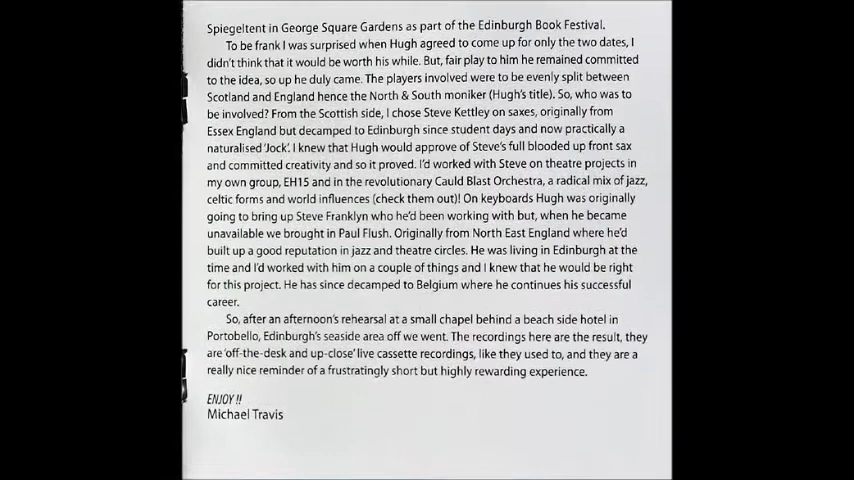 Spiegeltent in George Square Gardens as part of the Edinburgh Book Festival.
To be frank I was surprised when Hugh agreed to come up for only the two dates, I
didn't think that it would be worth his while. But, fair play to him he remained committed
to the idea, so up he duly came. The players involved were to be evenly split between
Scotland and England hence the North & South moniker (Hugh's title). So, who was to
be involved? From the Scottish side, I chose Steve Kettley on saxes, originally from
Essex England but decamped to Edinburgh since student days and now practically a
naturalised 'Jock'. I knew that Hugh would approve of Steve's full blooded up front sax
and committed creativity and so it proved. I'd worked with Steve on theatre projects in
my own group, EH15 and in the revolutionary Cauld Blast Orchestra, a radical mix of jazz,
celtic forms and world influences (check them out)! On keyboards Hugh was originally
going to bring up Steve Franklyn who he'd been working with but, when he became
unavailable we brought in Paul Flush. Originally from North East England where he'd
built up a good reputation in jazz and theatre circles. He was living in Edinburgh at the
time and I'd worked with him on a couple of things and I knew that he would be right
for this project. He has since decamped to Belgium where he continues his successful
career.
So, after an afternoon's rehearsal at a small chapel behind a beach side hotel in
Portobello, Edinburgh's seaside area off we went. The recordings here are the result, they
are 'off-the-desk and up-close' live cassette recordings, like they used to, and they are a
really nice reminder of a frustratingly short but highly rewarding experience.
ENJOY !!
Michael Travis